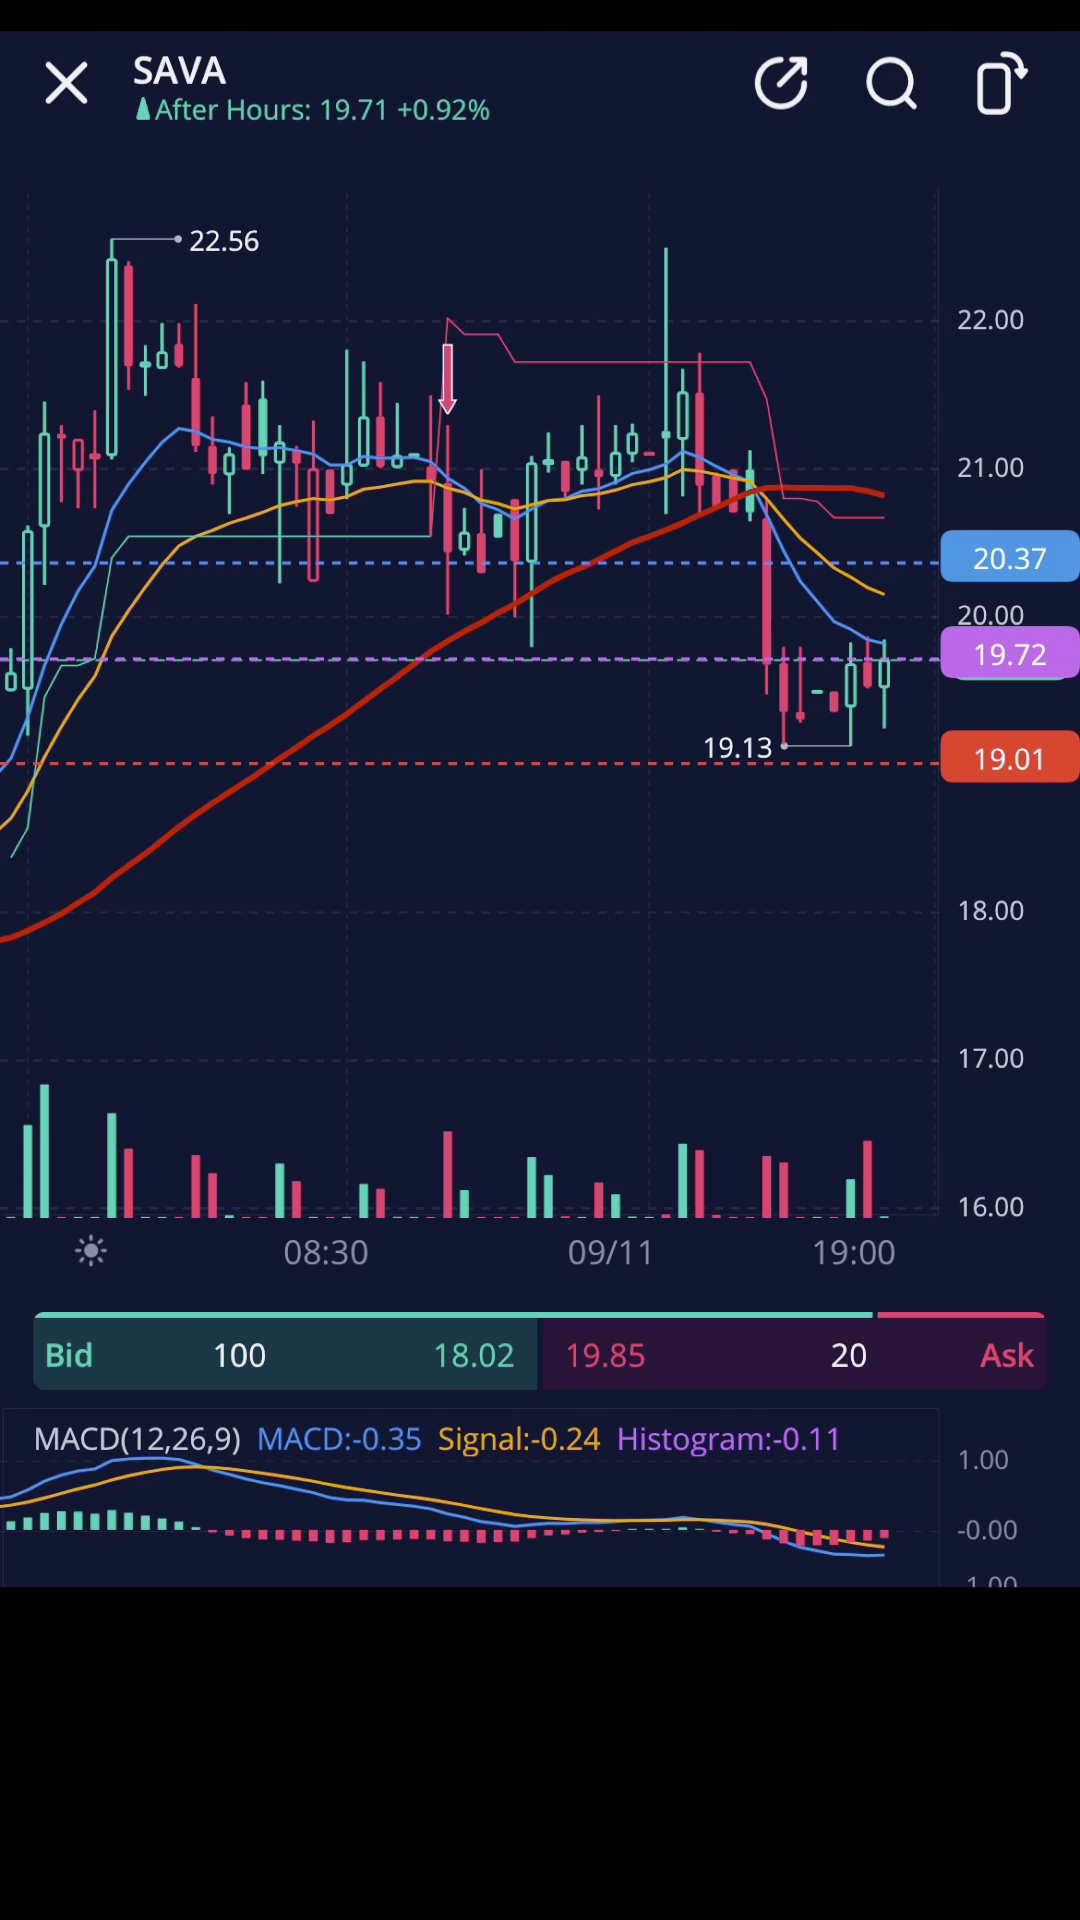 SAVA
After Hours: 19.71 +0.92%
22.56
22.00
21.00
20.37
20.00
19.72
19.13
19.01
18.00
17.00
16.00
08:30 09/11 19:00
Bid 100 18.02 19.85 20 Ask
MACD(12,26,9) MACD:-0.35 Signal:-0.24 Histogram:-0.11
1.00
-0.00